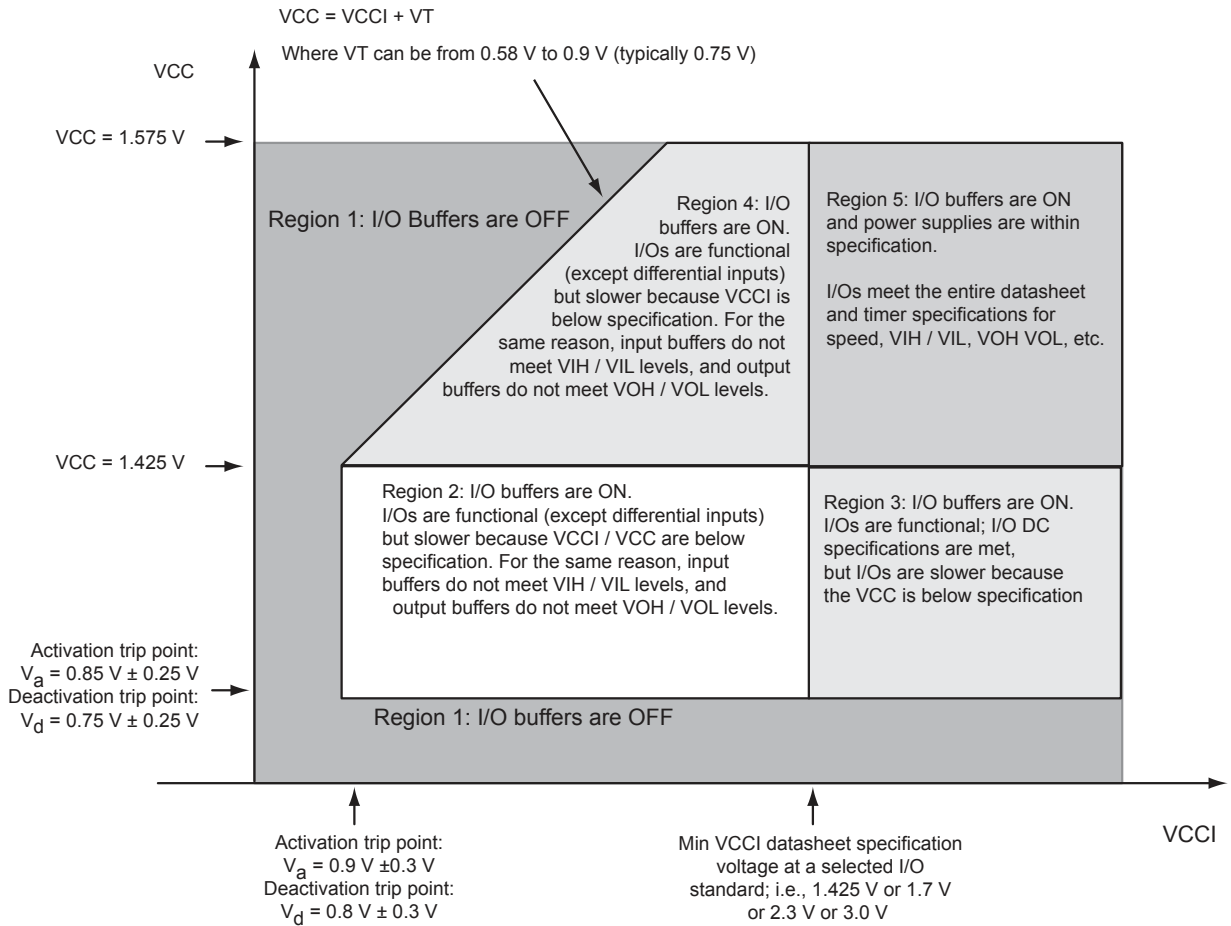 VCC = VCCI + VT
Where VT can be from 0.58 V to 0.9 V (typically 0.75 V)
VCC
VCC = 1.575 V
Region 1: I/O Buffers are OFF
Region 4: I/O
buffers are ON.
I/Os are functional
(except differential inputs)
but slower because VCCI is
below specification. For the
same reason, input buffers do not
meet VIH / VIL levels, and output
buffers do not meet VOH / VOL levels.
Region 5: I/O buffers are ON
and power supplies are within
specification.
I/Os meet the entire datasheet
and timer specifications for
speed, VIH / VIL, VOH VOL, etc.
VCC = 1.425 V
Region 2: I/O buffers are ON.
I/Os are functional (except differential inputs)
but slower because VCCI / VCC are below
specification. For the same reason, input
buffers do not meet VIH / VIL levels, and
output buffers do not meet VOH / VOL levels.
Region 3: I/O buffers are ON.
I/Os are functional; I/O DC
specifications are met,
but I/Os are slower because
the VCC is below specification
Activation trip point:
Va = 0.85 V ± 0.25 V
Deactivation trip point:
Vd = 0.75 V ± 0.25 V
Region 1: I/O buffers are OFF
VCCI
Activation trip point:
Va = 0.9 V ±0.3 V
Deactivation trip point:
Vd = 0.8 V ± 0.3 V
Min VCCI datasheet specification
voltage at a selected I/O
standard; i.e., 1.425 V or 1.7 V
or 2.3 V or 3.0 V